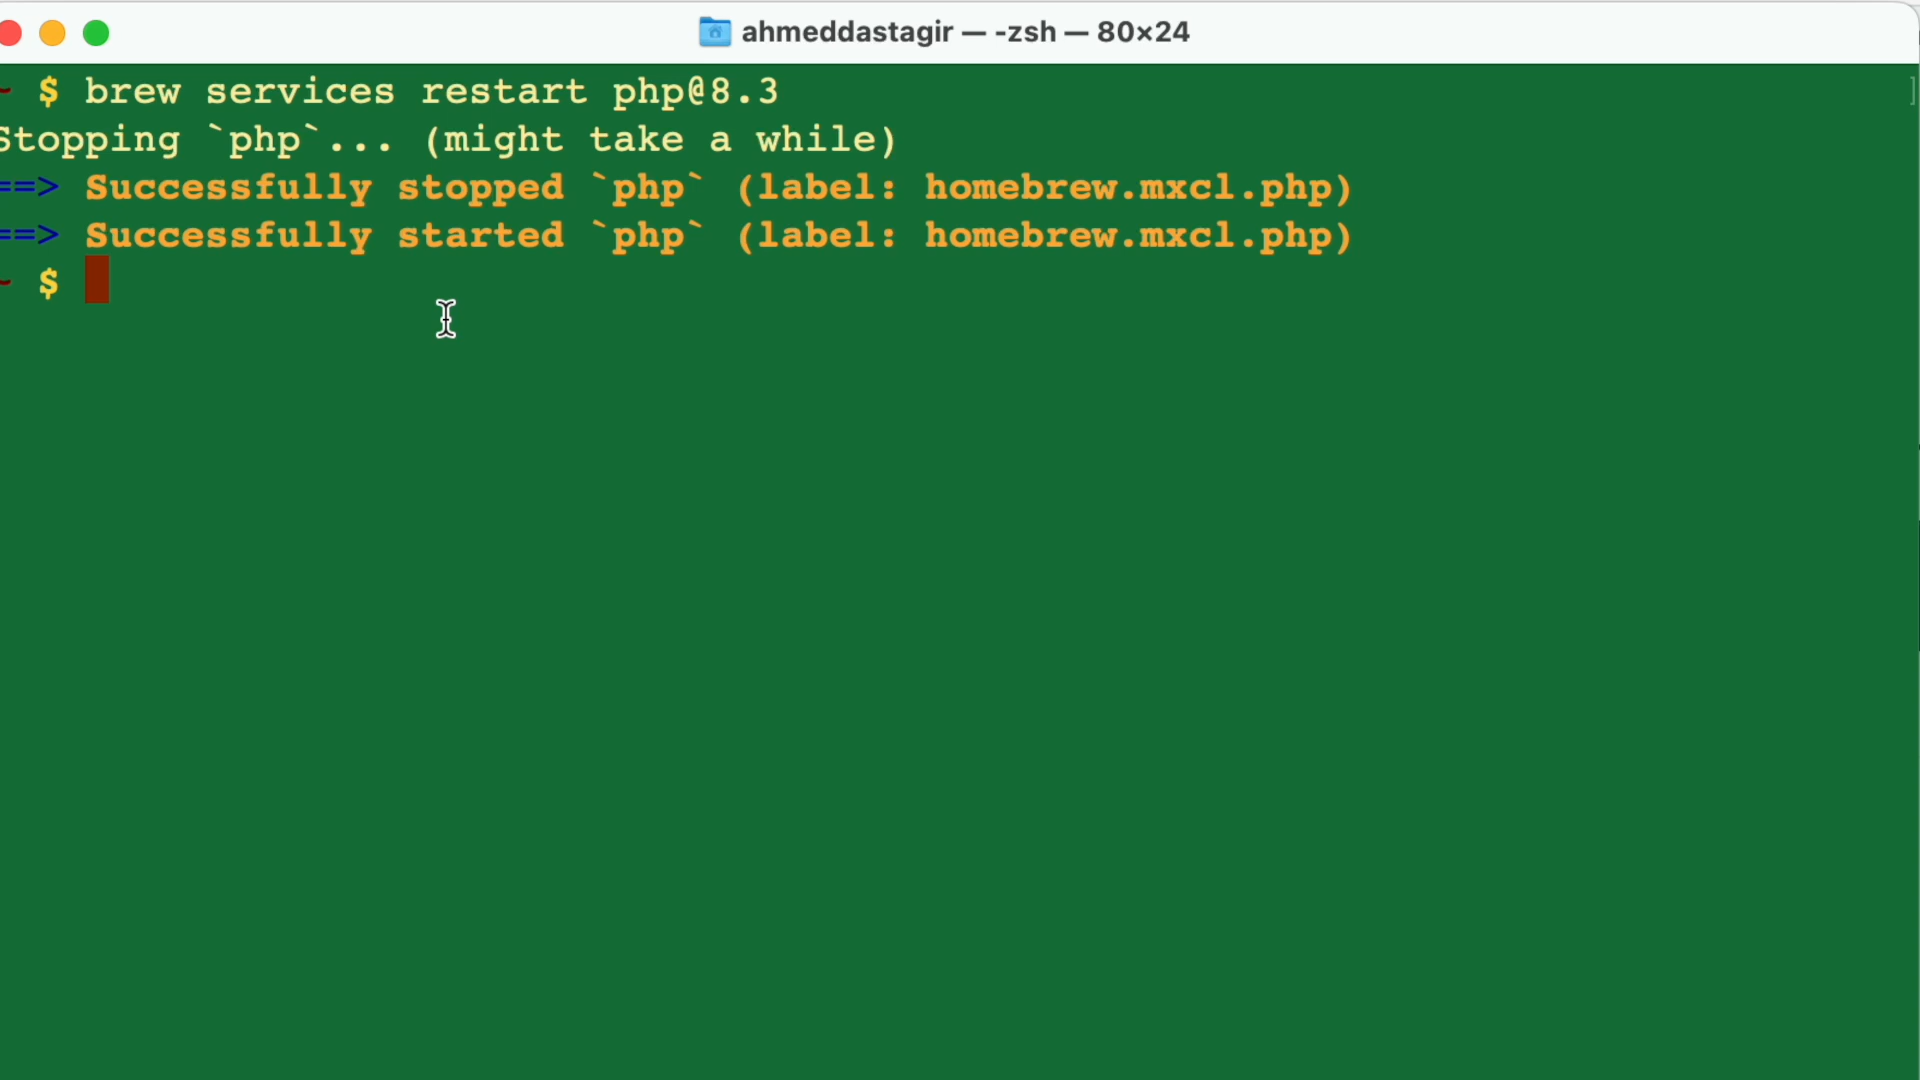 ahmeddastagir — -zsh — 80×24
~ $ brew services restart php@8.3
Stopping `php`... (might take a while)
==> Successfully stopped `php` (label: homebrew.mxcl.php)
==> Successfully started `php` (label: homebrew.mxcl.php)
~ $